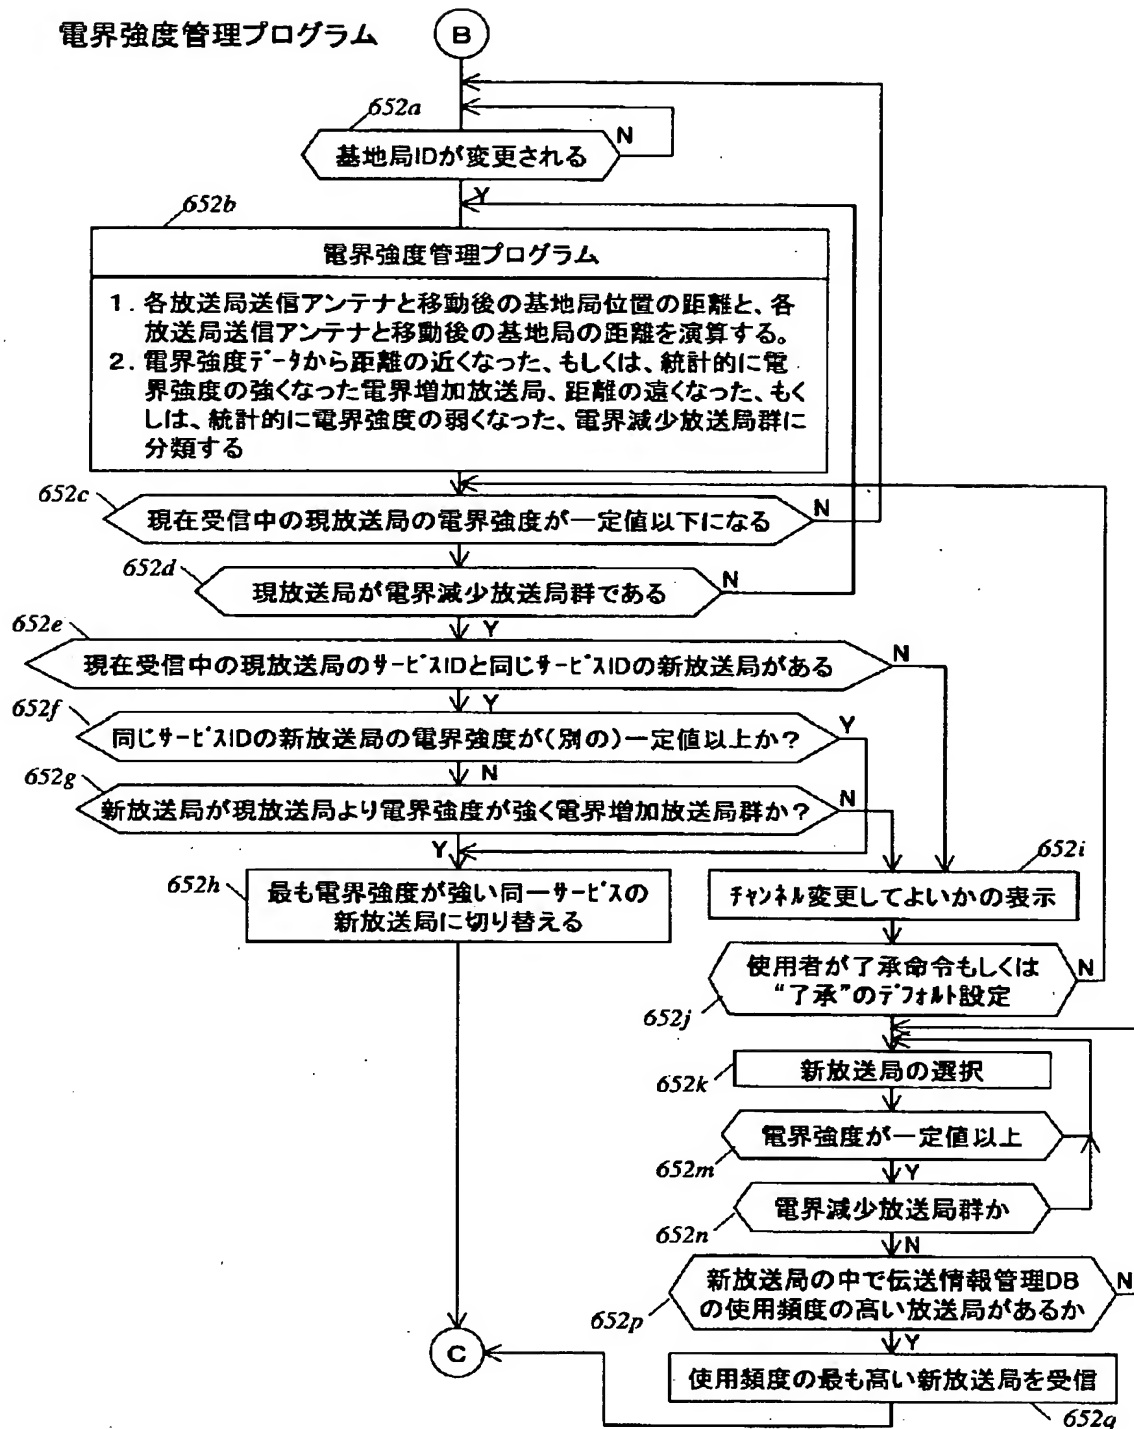 電界強度管理プログラム
B
652a
N
基地局IDが変更される
Y
652b
電界強度管理プログラム
1. 各放送局送信アンテナと移動後の基地局位置の距離と、各
放送局送信アンテナと移動後の基地局の距離を演算する。
2. 電界強度データから距離の近くなった、もしくは、統計的に電
界強度の強くなった電界増加放送局、距離の遠くなった、もく
しは、統計的に電界強度の弱くなった、電界減少放送局群に
分類する
652c
現在受信中の現放送局の電界強度が一定値以下になる
N
652d
現放送局が電界減少放送局群である
N
Y
652e
現在受信中の現放送局のサービスIDと同じサービスIDの新放送局がある
N
Y
652f
同じサービスIDの新放送局の電界強度が(別の)一定値以上か?
Y
N
652g
新放送局が現放送局より電界強度が強く電界増加放送局群か?
N
Y
652h
最も電界強度が強い同一サービスの
新放送局に切り替える
652i
チャンネル変更してよいかの表示
使用者が了承命令もしくは
“了承”のデフォルト設定
N
652j
新放送局の選択
652k
電界強度が一定値以上
652m
Y
電界減少放送局群か
652n
N
新放送局の中で伝送情報管理DB
の使用頻度の高い放送局があるか
N
652p
Y
C
使用頻度の最も高い新放送局を受信
652q